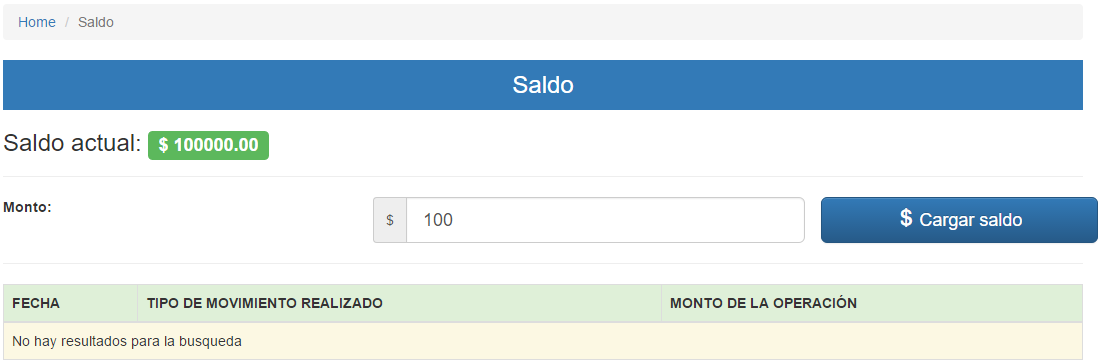 Home / Saldo
Saldo
Saldo actual: $ 100000.00
Monto: $ 100 $ Cargar saldo
FECHA TIPO DE MOVIMIENTO REALIZADO MONTO DE LA OPERACIÓN
No hay resultados para la busqueda